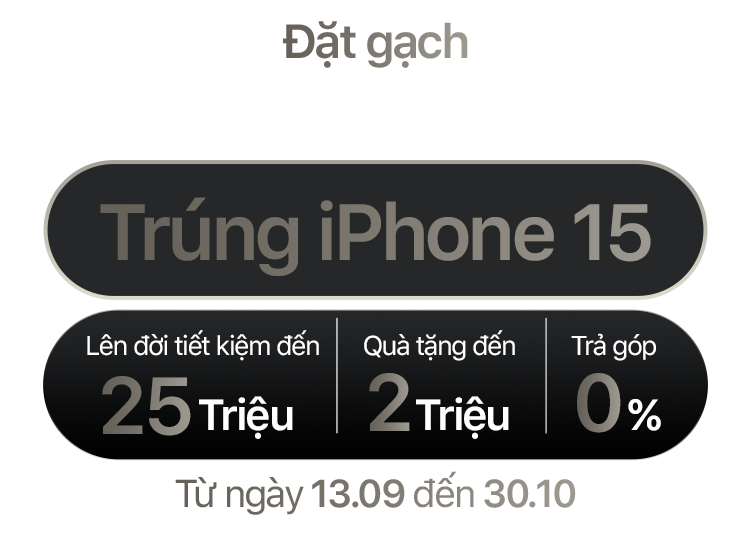 Đặt gạch
Trúng iPhone 15
Lên đời tiết kiệm đến
25 Triệu
Quà tặng đến
2 Triệu
Trả góp
0%
Từ ngày 13.09 đến 30.10